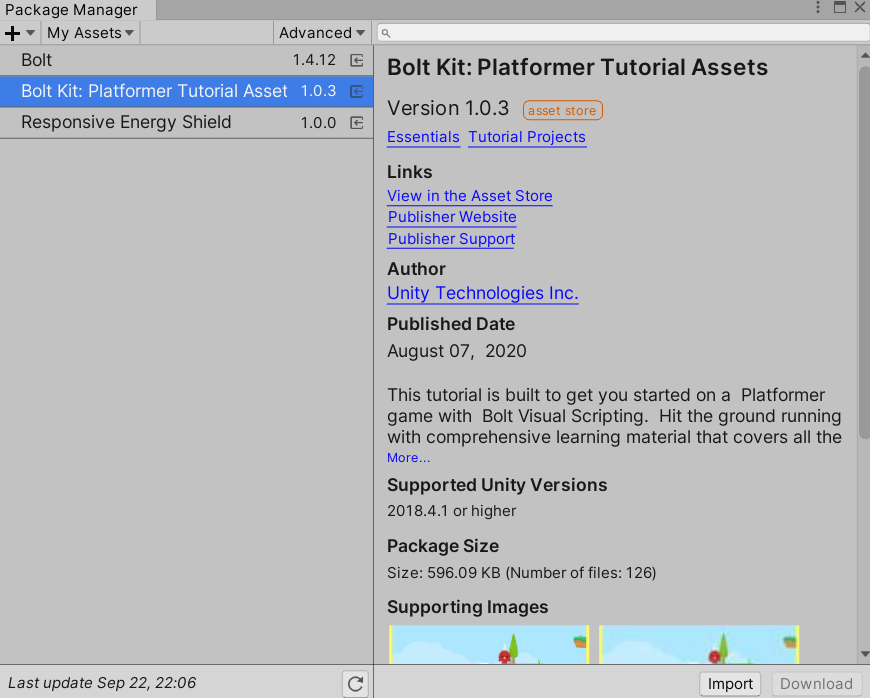 Package Manager
My Assets
Advanced
Bolt 1.4.12
Bolt Kit: Platformer Tutorial Asset 1.0.3
Responsive Energy Shield 1.0.0
Bolt Kit: Platformer Tutorial Assets
Version 1.0.3 asset store
Essentials Tutorial Projects
Links
View in the Asset Store
Publisher Website
Publisher Support
Author
Unity Technologies Inc.
Published Date
August 07,  2020
This tutorial is built to get you started on a  Platformer
game with  Bolt Visual Scripting.  Hit the ground running
with comprehensive learning material that covers all the
More...
Supported Unity Versions
2018.4.1 or higher
Package Size
Size: 596.09 KB (Number of files: 126)
Supporting Images
Last update Sep 22, 22:06
Import Download